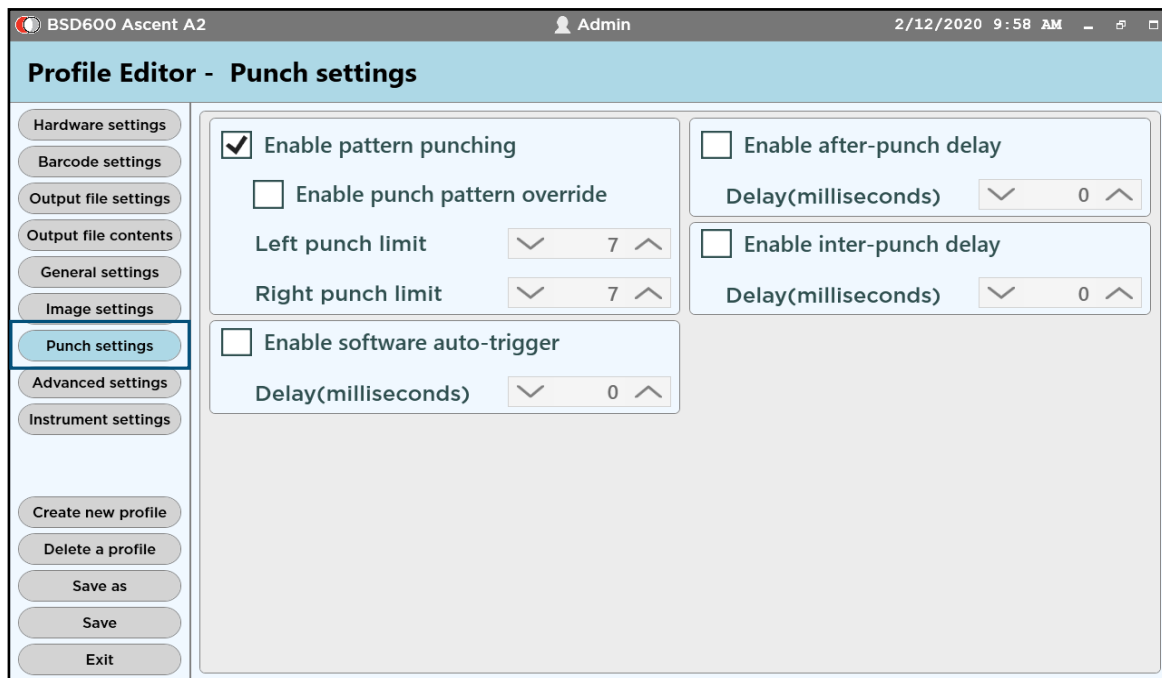 BSD600 Ascent A2
Admin
2/12/2020 9:58 AM
Profile Editor - Punch settings
Hardware settings
Barcode settings
Output file settings
Output file contents
General settings
Image settings
Punch settings
Advanced settings
Instrument settings
Create new profile
Delete a profile
Save as
Save
Exit
Enable pattern punching
Enable punch pattern override
Left punch limit 7
Right punch limit 7
Enable software auto-trigger
Delay(milliseconds) 0
Enable after-punch delay
Delay(milliseconds) 0
Enable inter-punch delay
Delay(milliseconds) 0